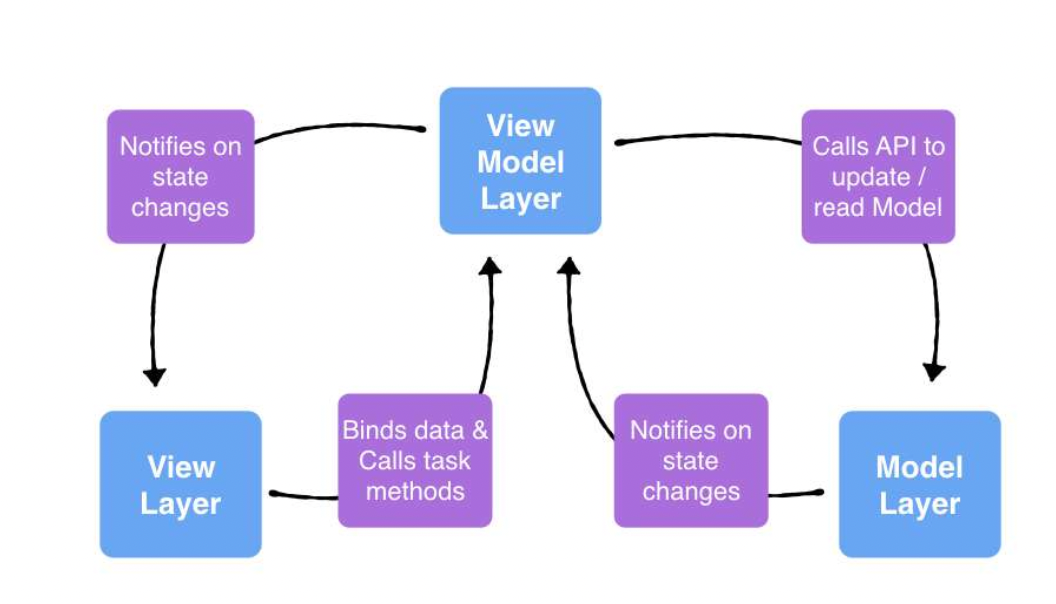 View
Model
Layer
Notifies on
state
changes
Calls API to
update /
read Model
Binds data &
Calls task
methods
Notifies on
state
changes
View
Layer
Model
Layer